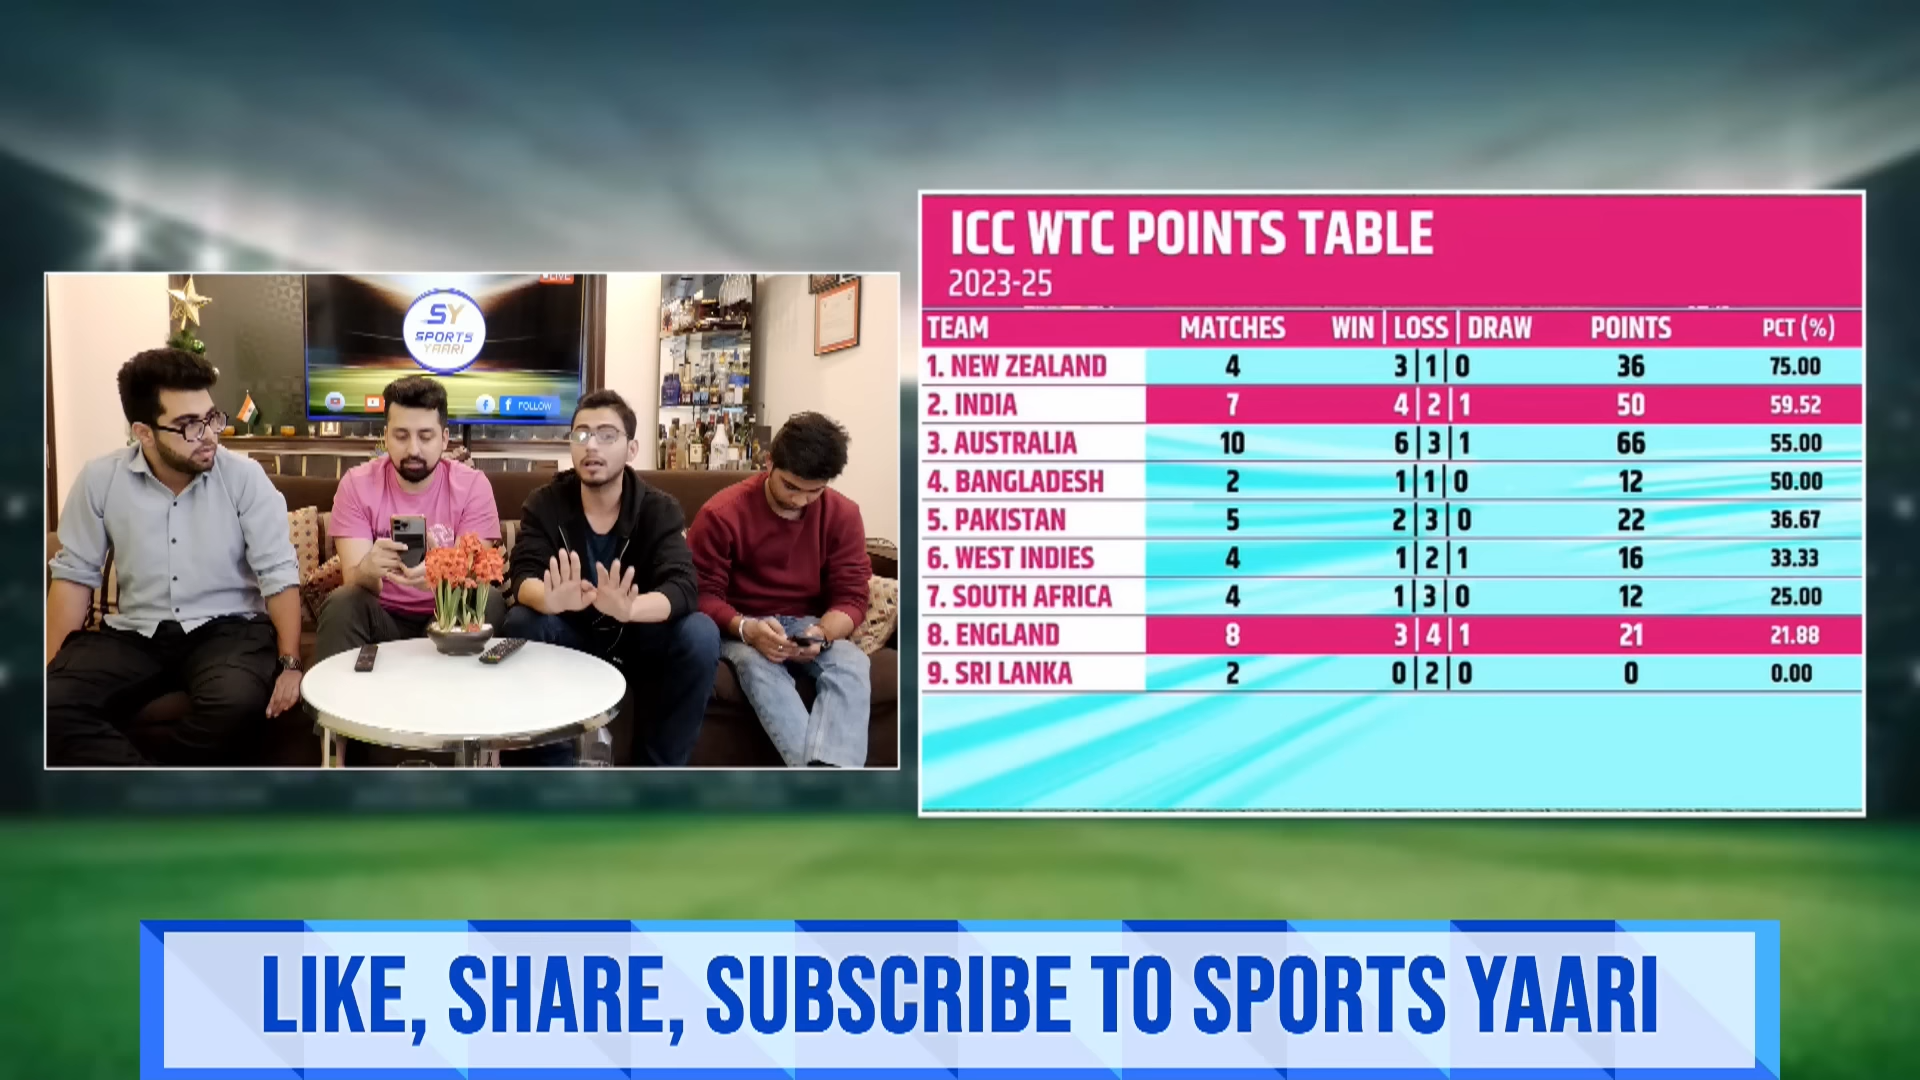 LIVE
SY
SPORTS
YAARI
FOLLOW
ICC WTC POINTS TABLE
2023-25
TEAM MATCHES WIN | LOSS | DRAW POINTS PCT (%)
1. NEW ZEALAND 4 3|1|0 36 75.00
2. INDIA 7 4|2|1 50 59.52
3. AUSTRALIA 10 6|3|1 66 55.00
4. BANGLADESH 2 1|1|0 12 50.00
5. PAKISTAN 5 2|3|0 22 36.67
6. WEST INDIES 4 1|2|1 16 33.33
7. SOUTH AFRICA 4 1|3|0 12 25.00
8. ENGLAND 8 3|4|1 21 21.88
9. SRI LANKA 2 0|2|0 0 0.00
LIKE, SHARE, SUBSCRIBE TO SPORTS YAARI